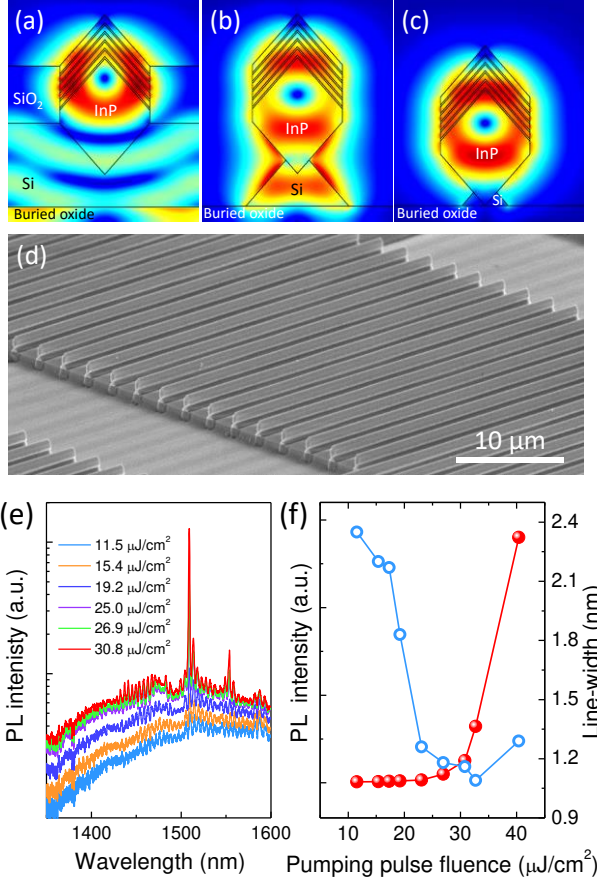 (a)
SiO2
InP
Si
Buried oxide
(b)
InP
Si
Buried oxide
(c)
InP
Si
Buried oxide
(d)
10 μm
(e)
11.5 μJ/cm²
15.4 μJ/cm²
19.2 μJ/cm²
25.0 μJ/cm²
26.9 μJ/cm²
30.8 μJ/cm²
PL intenisty (a.u.)
1400 1500 1600
Wavelength (nm)
(f)
PL intensity (a.u.)
2.4
2.1
1.8
1.5
1.2
0.9
Line-width (nm)
10 20 30 40
Pumping pulse fluence (μJ/cm²)